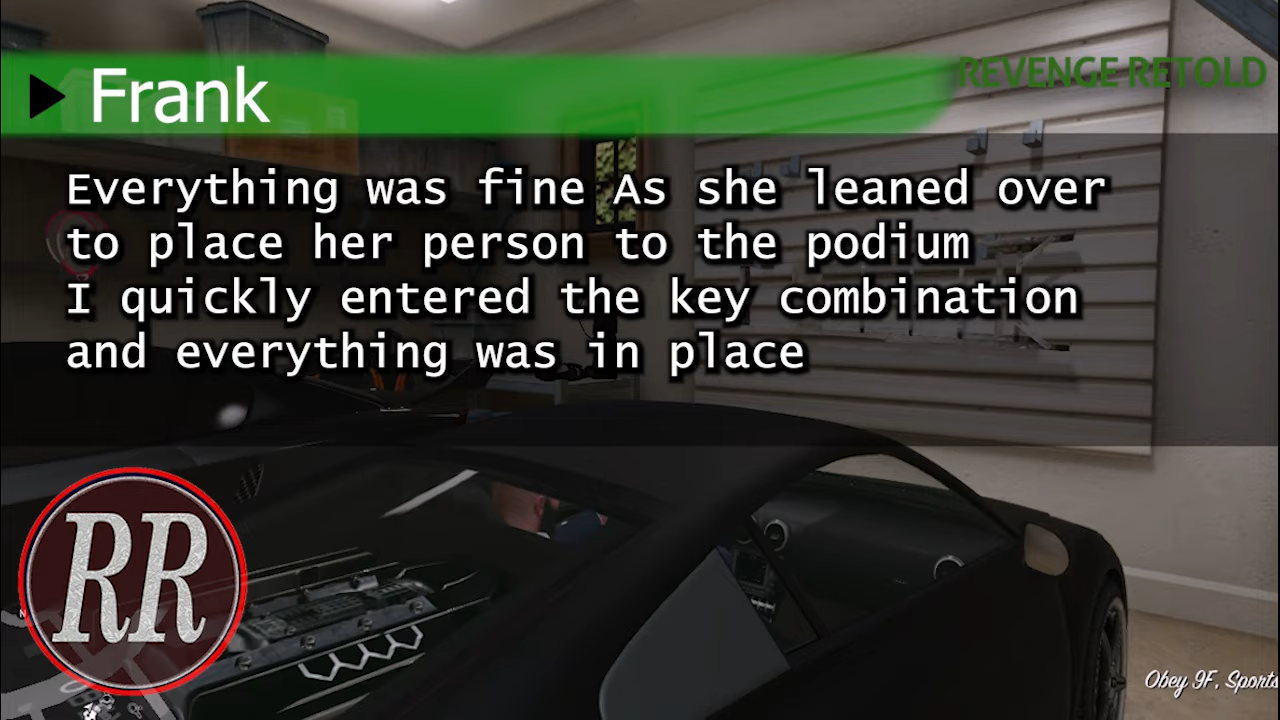 Frank
REVENGE RETOLD
Everything was fine As she leaned over
to place her person to the podium
I quickly entered the key combination
and everything was in place
RR
N
Obey 9F, Sports